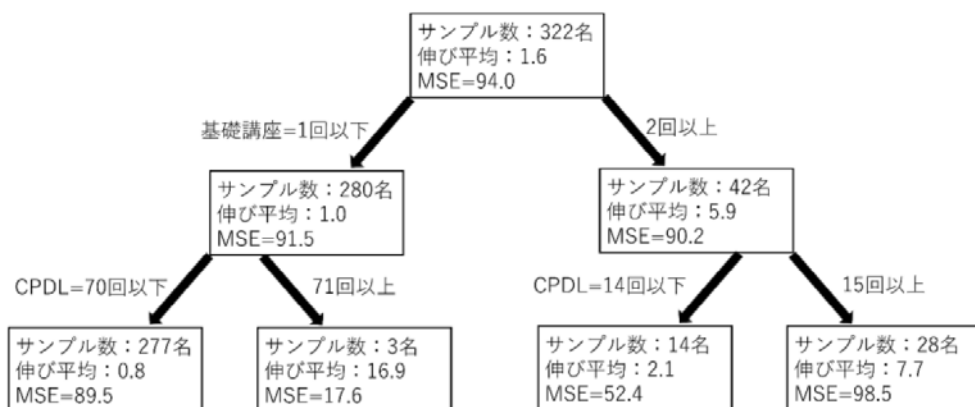 サンプル数：322名
伸び平均：1.6
MSE=94.0
基礎講座=1回以下
2回以上
サンプル数：280名
伸び平均：1.0
MSE=91.5
サンプル数：42名
伸び平均：5.9
MSE=90.2
CPDL=70回以下
71回以上
CPDL=14回以下
15回以上
サンプル数：277名
伸び平均：0.8
MSE=89.5
サンプル数：3名
伸び平均：16.9
MSE=17.6
サンプル数：14名
伸び平均：2.1
MSE=52.4
サンプル数：28名
伸び平均：7.7
MSE=98.5